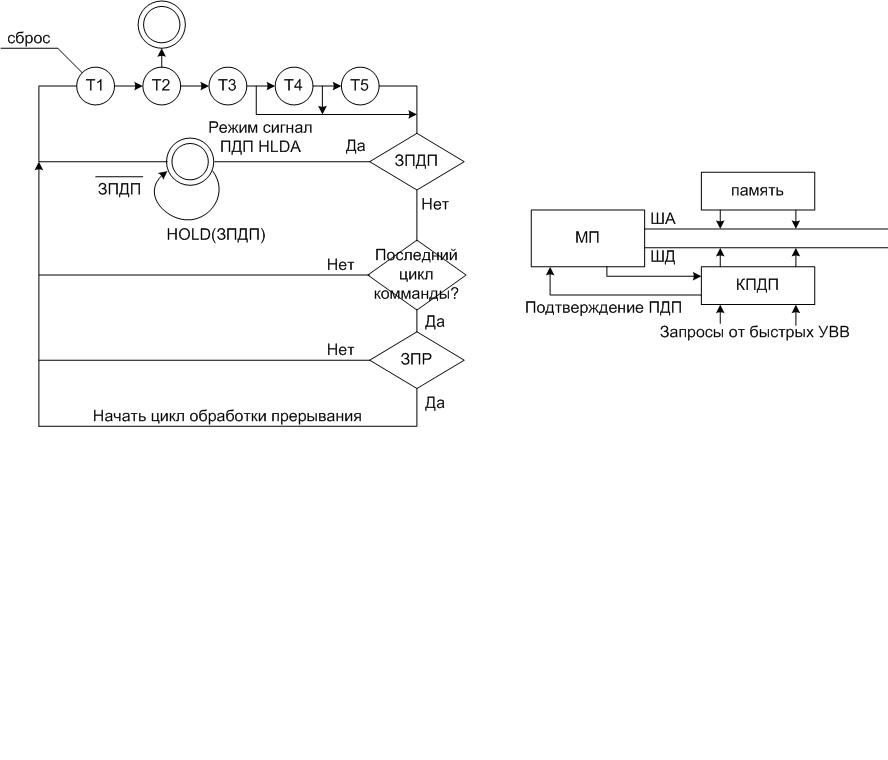 сброс
T1
T2
T3
T4
T5
Режим сигнал
ПДП HLDA
Да
ЗПДП
ЗПДП
HOLD(ЗПДП)
Нет
Нет
Последний
цикл
комманды?
Да
Нет
ЗПР
Да
Начать цикл обработки прерывания
память
МП
ША
ШД
КПДП
Подтверждение ПДП
Запросы от быстрых УВВ